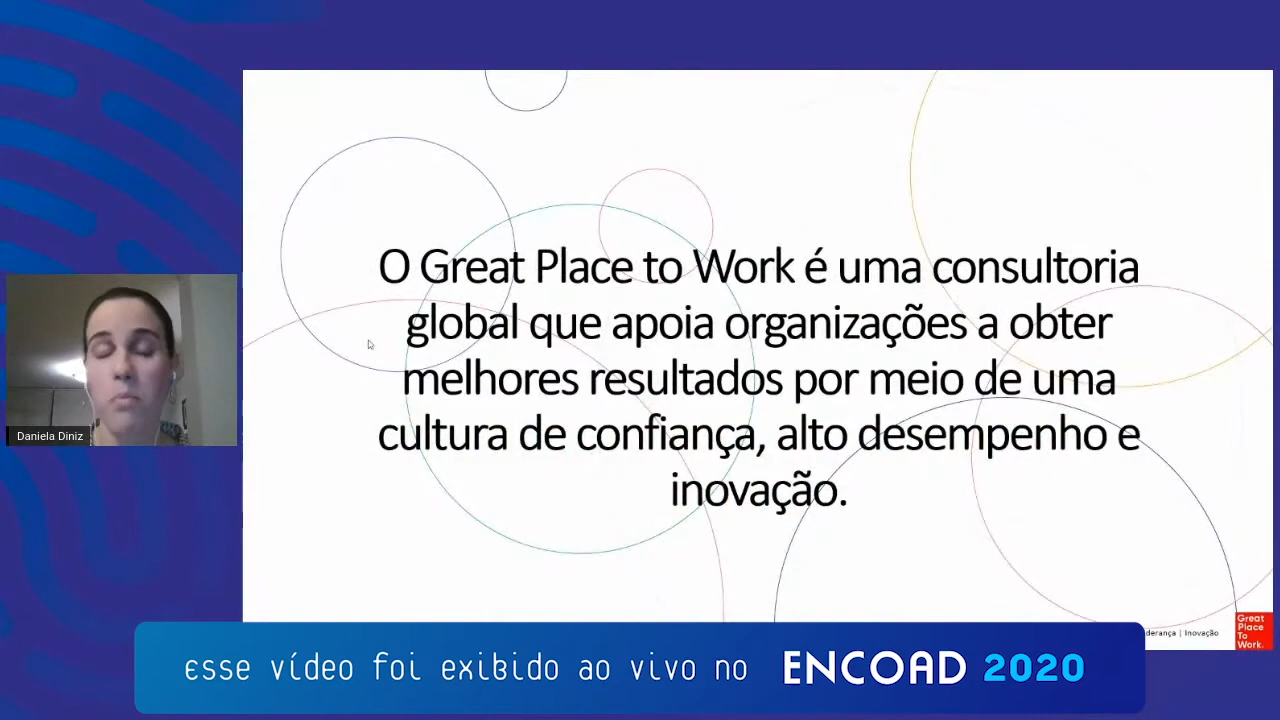 O Great Place to Work é uma consultoria
global que apoia organizações a obter
melhores resultados por meio de uma
cultura de confiança, alto desempenho e
inovação.
Daniela Diniz
| Inovação
Great
Place
To
Work.
esse vídeo foi exibido ao vivo no ENCOAD 2020